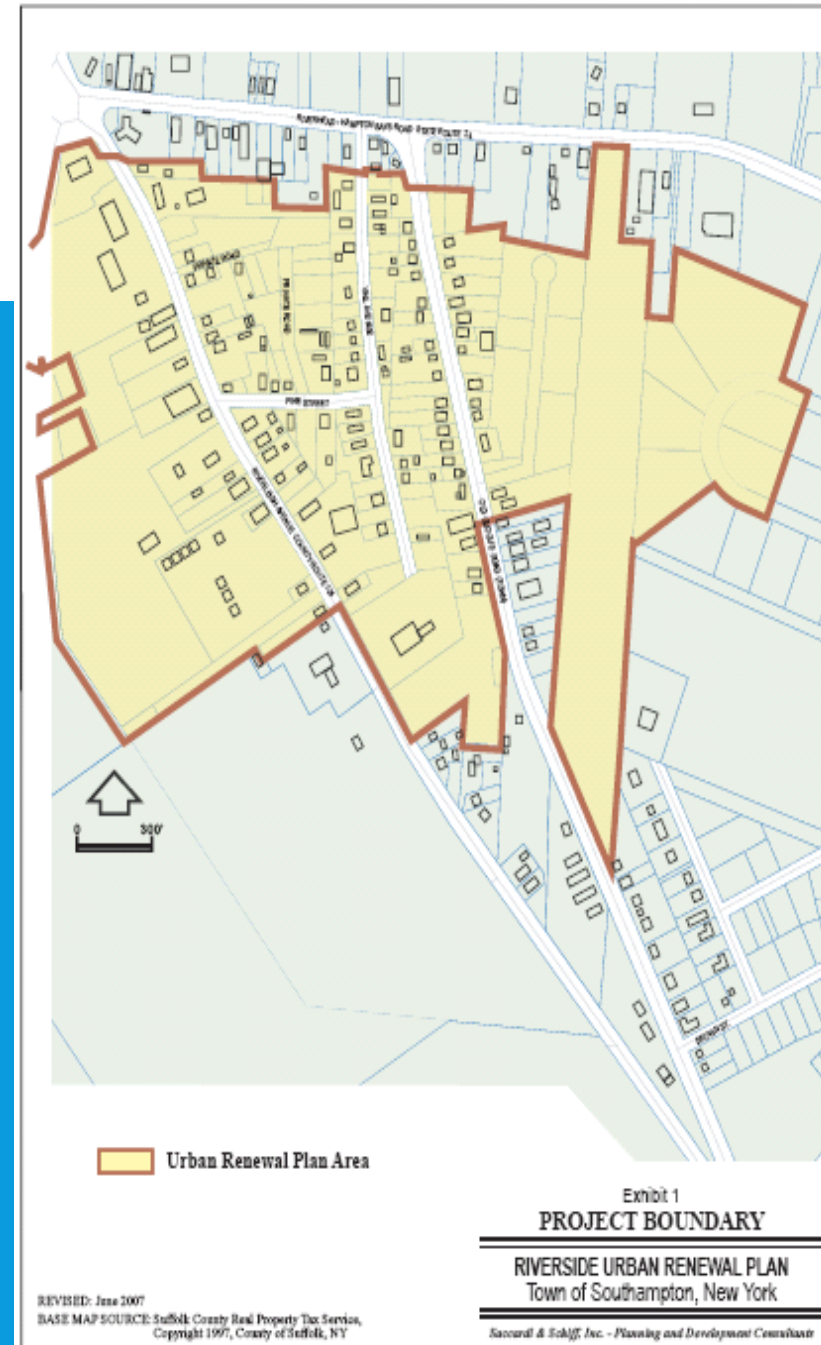 PINE STREET
0 300'
Urban Renewal Plan Area
Exhibit 1
PROJECT BOUNDARY
RIVERSIDE URBAN RENEWAL PLAN
Town of Southampton, New York
REVISED: June 2007
BASE MAP SOURCE: Suffolk County Real Property Tax Service,
Copyright 1997, County of Suffolk, NY
Saccardi & Schiff, Inc. - Planning and Development Consultants